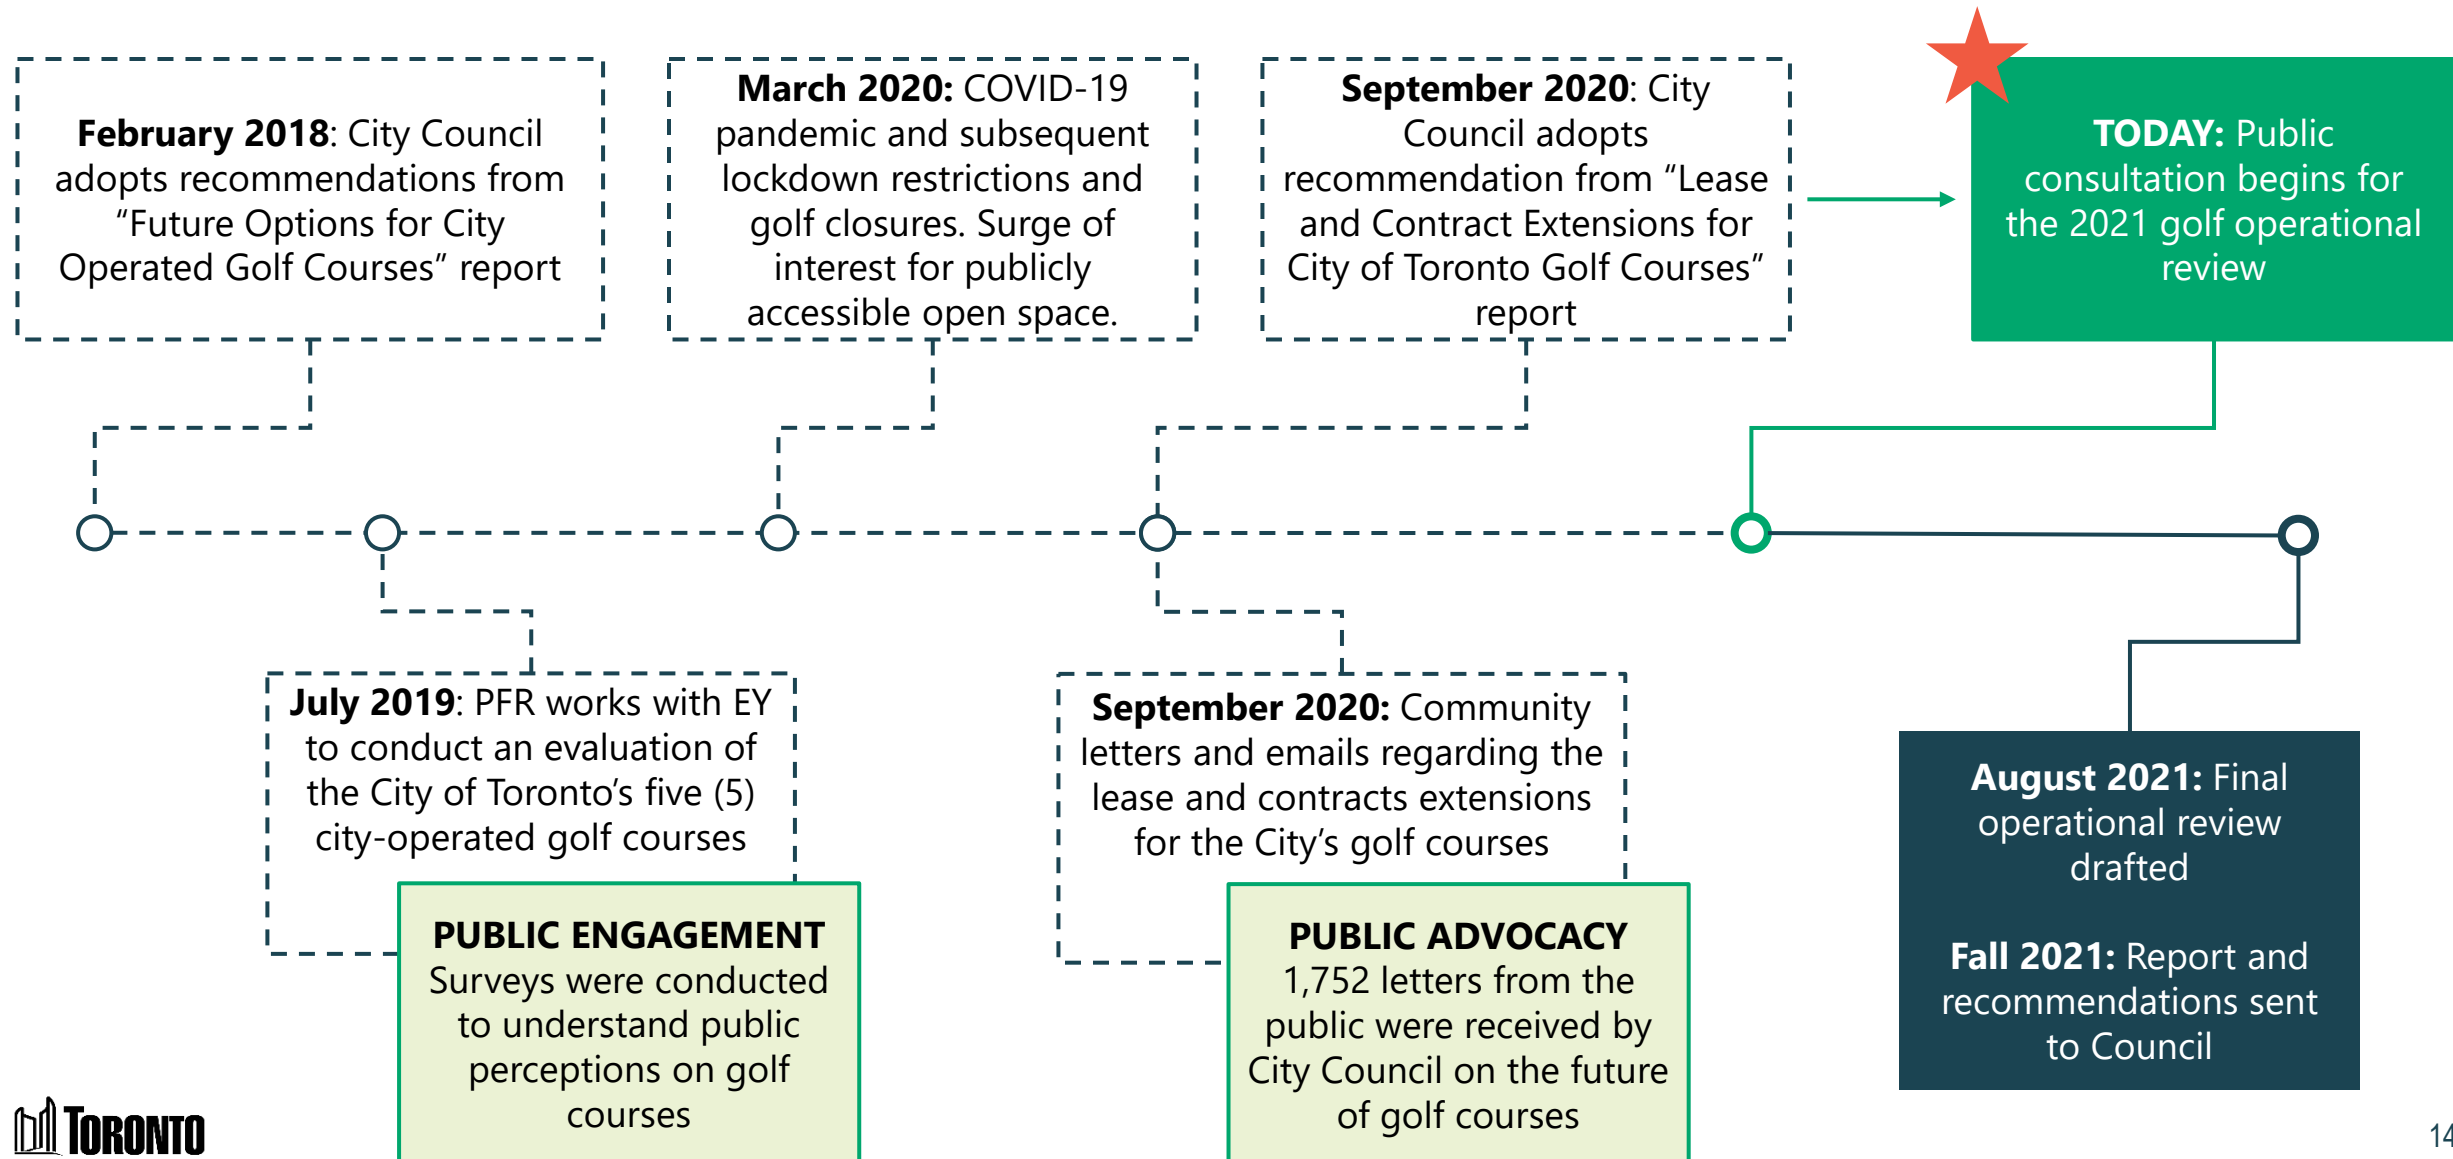 February 2018: City Council
adopts recommendations from
“Future Options for City
Operated Golf Courses” report
March 2020: COVID-19
pandemic and subsequent
lockdown restrictions and
golf closures. Surge of
interest for publicly
accessible open space.
September 2020: City
Council adopts
recommendation from “Lease
and Contract Extensions for
City of Toronto Golf Courses”
report
TODAY: Public
consultation begins for
the 2021 golf operational
review
July 2019: PFR works with EY
to conduct an evaluation of
the City of Toronto’s five (5)
city-operated golf courses
PUBLIC ENGAGEMENT
Surveys were conducted
to understand public
perceptions on golf
courses
September 2020: Community
letters and emails regarding the
lease and contracts extensions
for the City’s golf courses
PUBLIC ADVOCACY
1,752 letters from the
public were received by
City Council on the future
of golf courses
August 2021: Final
operational review
drafted
Fall 2021: Report and
recommendations sent
to Council
TORONTO
14